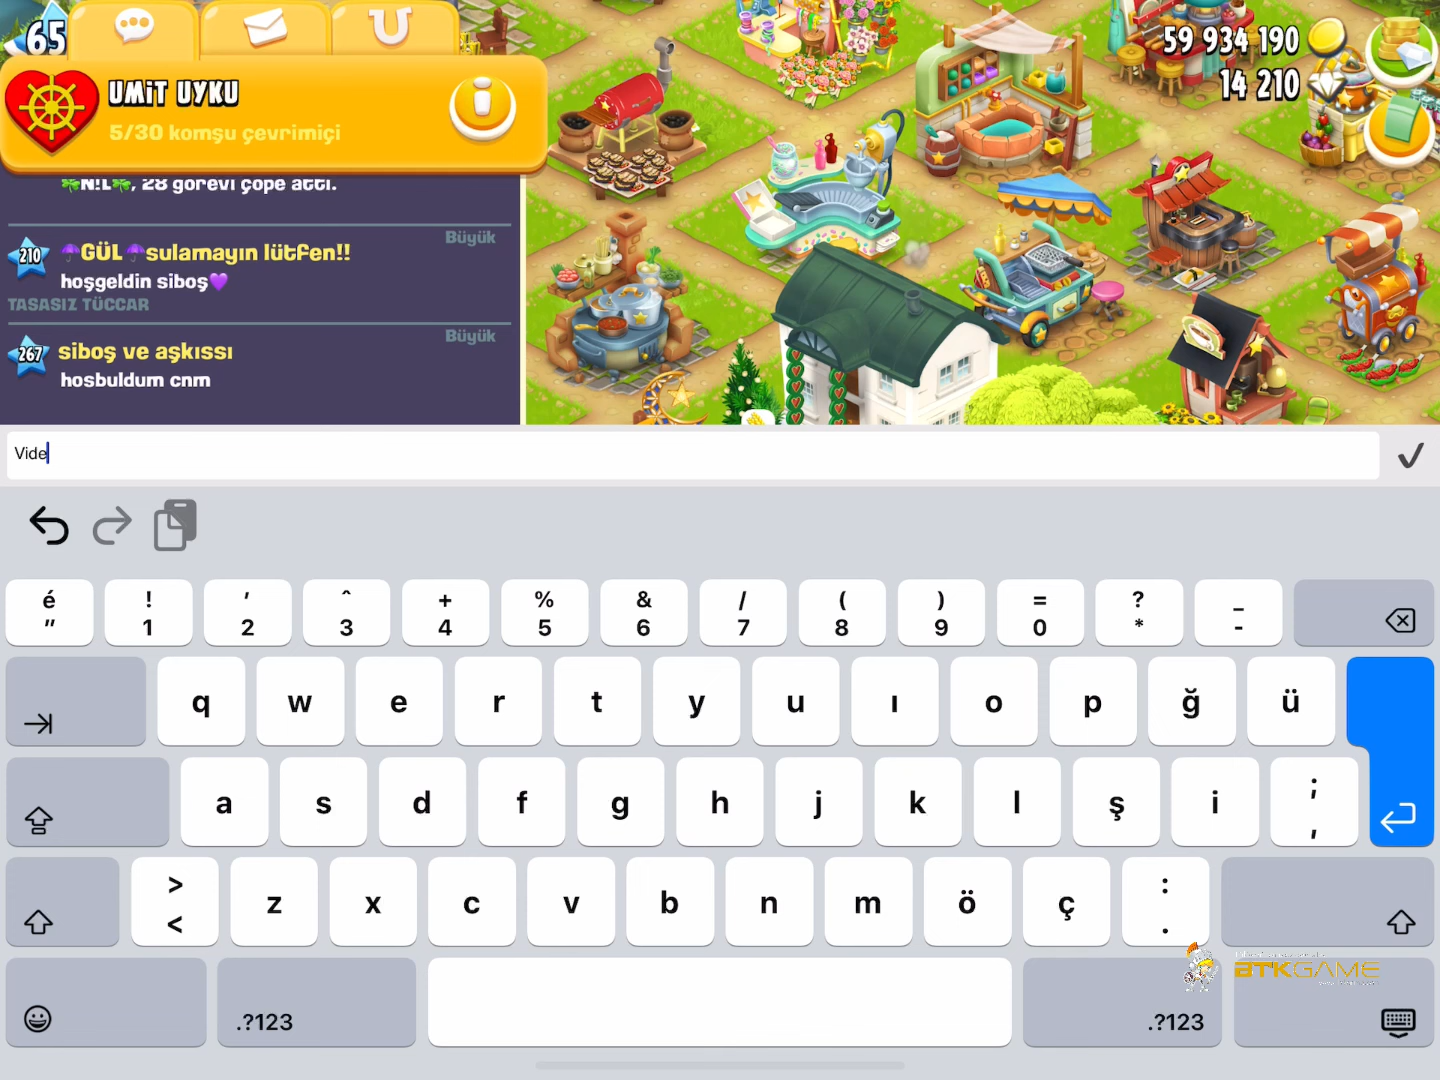 65
UMiT UYKU
5/30 komşu çevrimiçi
59 934 190
14 210
☘N!L☘, 28 görevi çöpe attı.
Büyük
210
☂GÜL☂sulamayın lütfen!!
hoşgeldin siboş💜
TASASIZ TÜCCAR
Büyük
267
siboş ve aşkıssı
hosbuldum cnm
Vide
é ! ' ^ + % & / ( ) = ? _
" 1 2 3 4 5 6 7 8 9 0 * -
q w e r t y u ı o p ğ ü
a s d f g h j k l ş i ; ,
> < z x c v b n m ö ç : .
ATKGAME
.?123 .?123